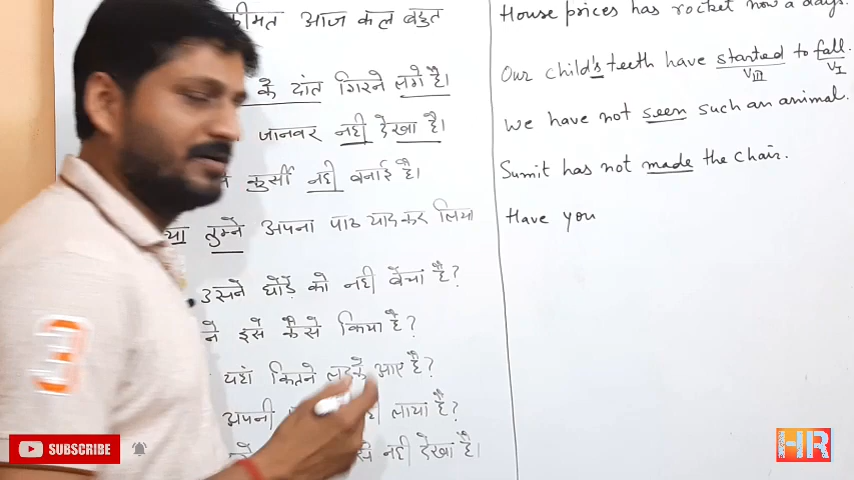 कीमत आज कल बहुत
के दांत गिरने लगे है।
जानवर नही देखा है।
कुर्सी नही बनाई है।
या तुम्ने अपना पाठ याद कर लिया
उसने घोड़े को नही बेचा है?
ने इसे कैसे किया है?
यहां कितने लड़के आए है?
अपनी लाया है?
नही देखा है।
House prices has rocket now a days.
Our child's teeth have started to fall.
VIII VI
We have not seen such an animal.
Sumit has not made the chair.
Have you
3
SUBSCRIBE
HR